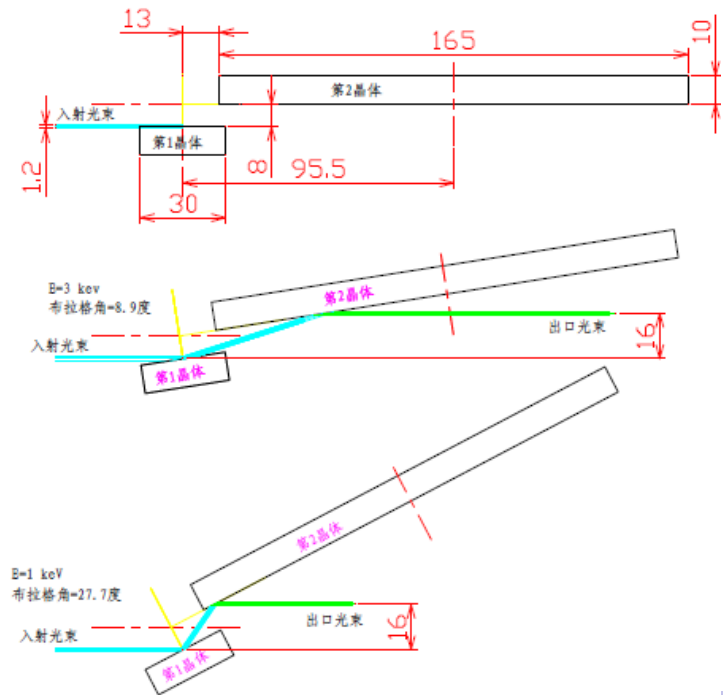 13
165
10
第2晶体
入射光束
第1晶体
1.2
8
95.5
30
E=3 kev
布拉格角=8.9度
第2晶体
入射光束
出口光束
16
第1晶体
第2晶体
E=1 keV
布拉格角=27.7度
出口光束
16
入射光束
第1晶体